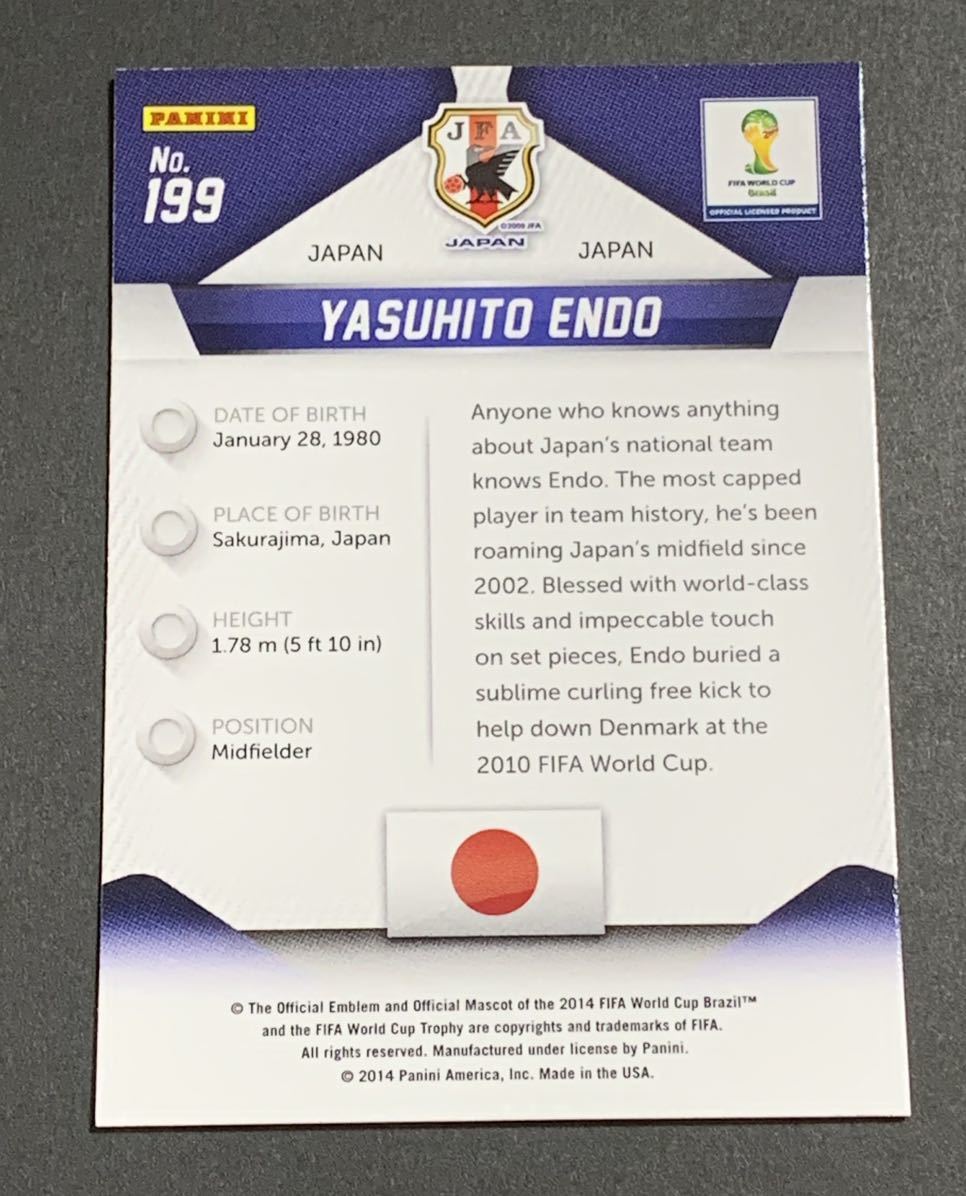 PANINI
No.
199
JFA
©2009 JFA
JAPAN
FIFA WORLD CUP
Brasil
OFFICIAL LICENSED PRODUCT
JAPAN
JAPAN
YASUHITO ENDO
DATE OF BIRTH
January 28, 1980
PLACE OF BIRTH
Sakurajima, Japan
HEIGHT
1.78 m (5 ft 10 in)
POSITION
Midfielder
Anyone who knows anything
about Japan's national team
knows Endo. The most capped
player in team history, he's been
roaming Japan's midfield since
2002. Blessed with world-class
skills and impeccable touch
on set pieces, Endo buried a
sublime curling free kick to
help down Denmark at the
2010 FIFA World Cup.
© The Official Emblem and Official Mascot of the 2014 FIFA World Cup Brazil™
and the FIFA World Cup Trophy are copyrights and trademarks of FIFA.
All rights reserved. Manufactured under license by Panini.
© 2014 Panini America, Inc. Made in the USA.